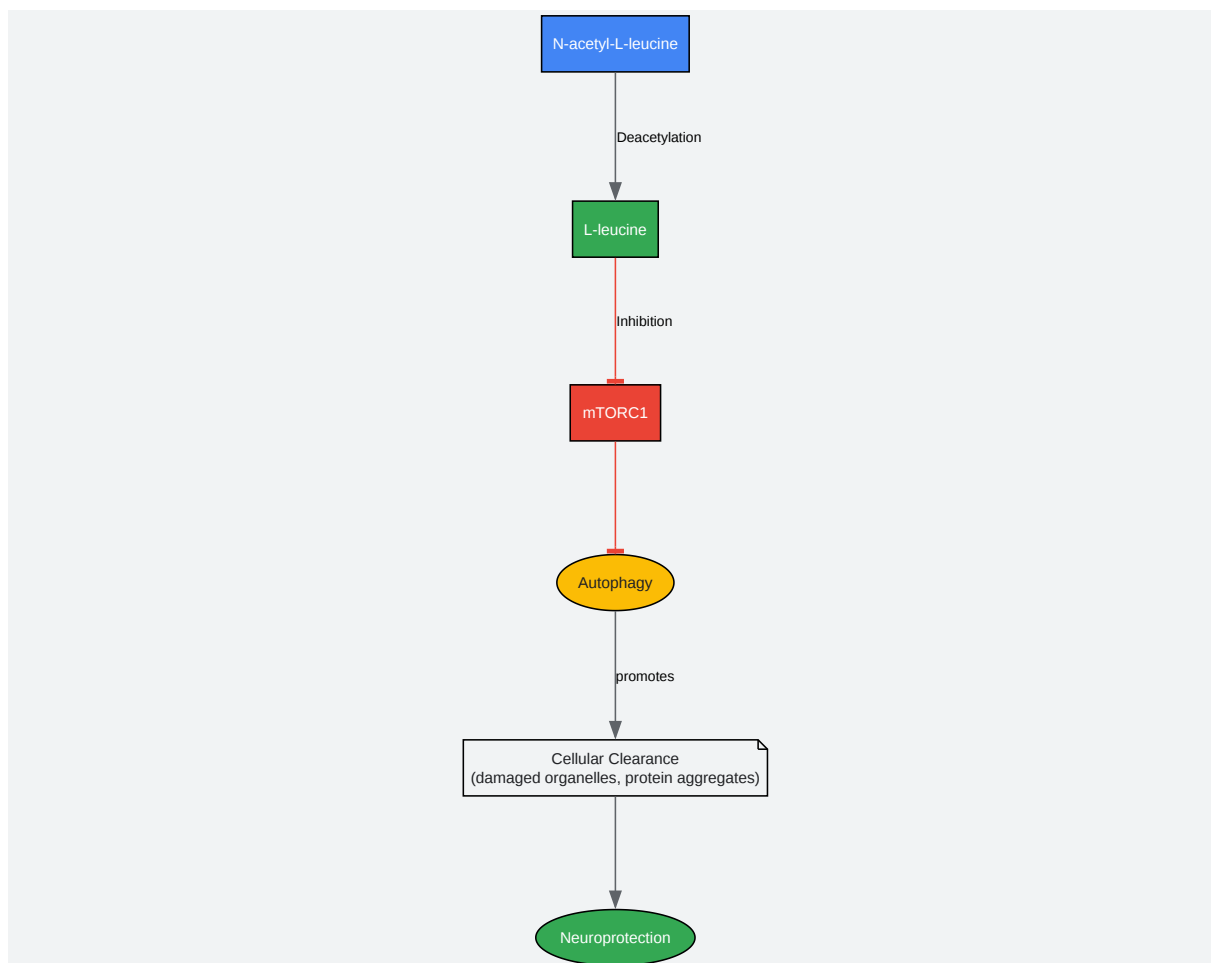 N-acetyl-L-leucine
Deacetylation
L-leucine
Inhibition
mTORC1
Autophagy
promotes
Cellular Clearance
(damaged organelles, protein aggregates)
Neuroprotection